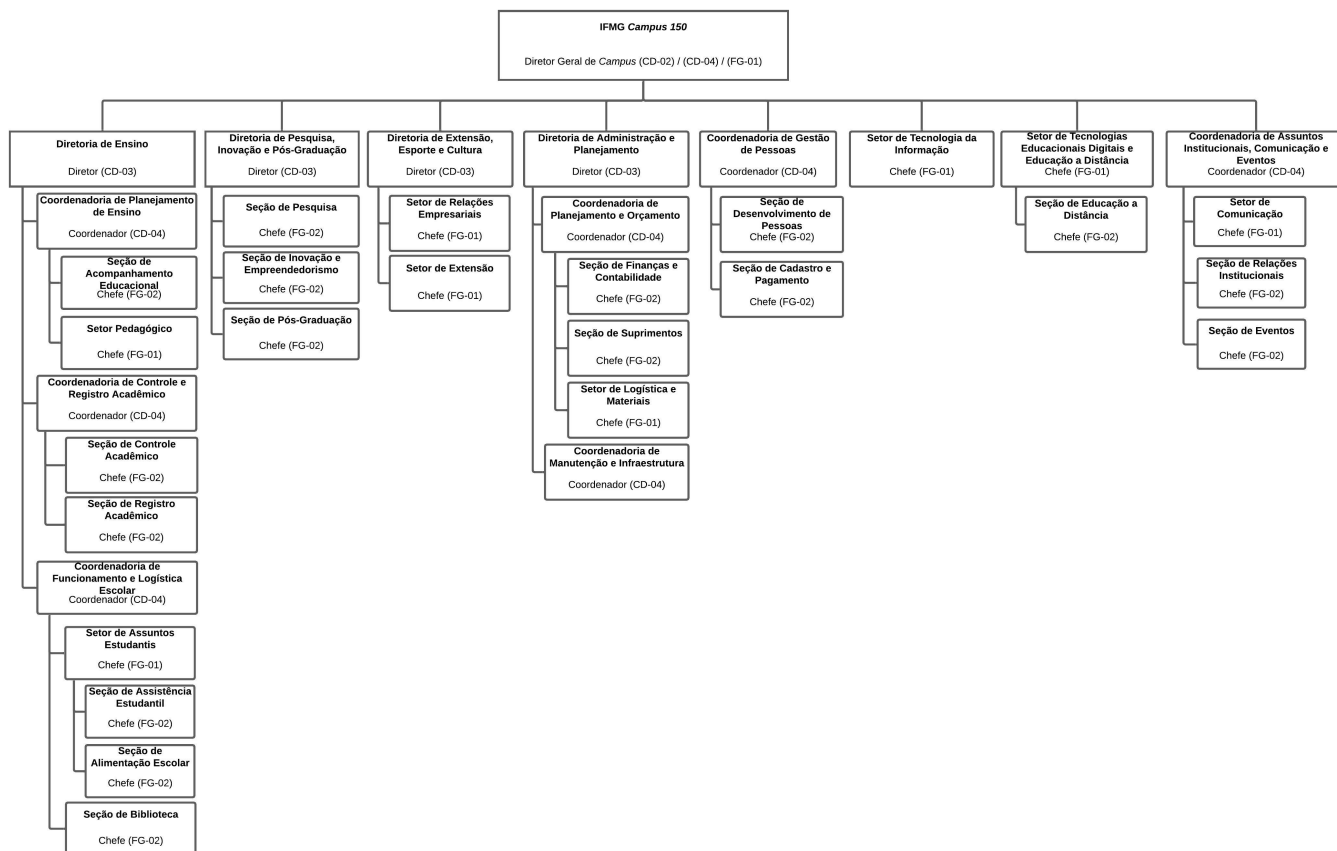 IFMG Campus 150
Diretor Geral de Campus (CD-02) / (CD-04) / (FG-01)
Diretoria de Ensino
Diretor (CD-03)
Coordenadoria de Planejamento
de Ensino
Coordenador (CD-04)
Seção de
Acompanhamento
Educacional
Chefe (FG-02)
Setor Pedagógico
Chefe (FG-01)
Coordenadoria de Controle e
Registro Acadêmico
Coordenador (CD-04)
Seção de Controle
Acadêmico
Chefe (FG-02)
Seção de Registro
Acadêmico
Chefe (FG-02)
Coordenadoria de
Funcionamento e Logística
Escolar
Coordenador (CD-04)
Setor de Assuntos
Estudantis
Chefe (FG-01)
Seção de Assistência
Estudantil
Chefe (FG-02)
Seção de
Alimentação Escolar
Chefe (FG-02)
Seção de Biblioteca
Chefe (FG-02)
Diretoria de Pesquisa,
Inovação e Pós-Graduação
Diretor (CD-03)
Seção de Pesquisa
Chefe (FG-02)
Seção de Inovação e
Empreendedorismo
Chefe (FG-02)
Seção de Pós-Graduação
Chefe (FG-02)
Diretoria de Extensão,
Esporte e Cultura
Diretor (CD-03)
Setor de Relações
Empresariais
Chefe (FG-01)
Setor de Extensão
Chefe (FG-01)
Diretoria de Administração e
Planejamento
Diretor (CD-03)
Coordenadoria de
Planejamento e Orçamento
Coordenador (CD-04)
Seção de Finanças e
Contabilidade
Chefe (FG-02)
Seção de Suprimentos
Chefe (FG-02)
Setor de Logística e
Materiais
Chefe (FG-01)
Coordenadoria de
Manutenção e Infraestrutura
Coordenador (CD-04)
Coordenadoria de Gestão
de Pessoas
Coordenador (CD-04)
Seção de
Desenvolvimento de
Pessoas
Chefe (FG-02)
Seção de Cadastro e
Pagamento
Chefe (FG-02)
Setor de Tecnologia da
Informação
Chefe (FG-01)
Setor de Tecnologias
Educacionais Digitais e
Educação a Distância
Chefe (FG-01)
Seção de Educação a
Distância
Chefe (FG-02)
Coordenadoria de Assuntos
Institucionais, Comunicação e
Eventos
Coordenador (CD-04)
Setor de
Comunicação
Chefe (FG-01)
Seção de Relações
Institucionais
Chefe (FG-02)
Seção de Eventos
Chefe (FG-02)